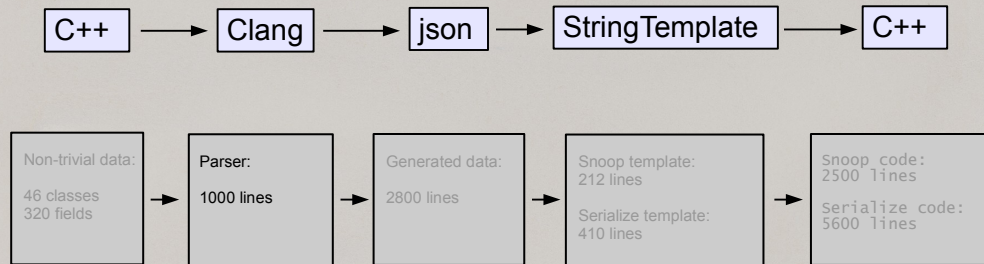 C++
Clang
json
StringTemplate
C++
Non-trivial data:
46 classes
320 fields
Parser:
1000 lines
Generated data:
2800 lines
Snoop template:
212 lines
Serialize template:
410 lines
Snoop code:
2500 lines
Serialize code:
5600 lines